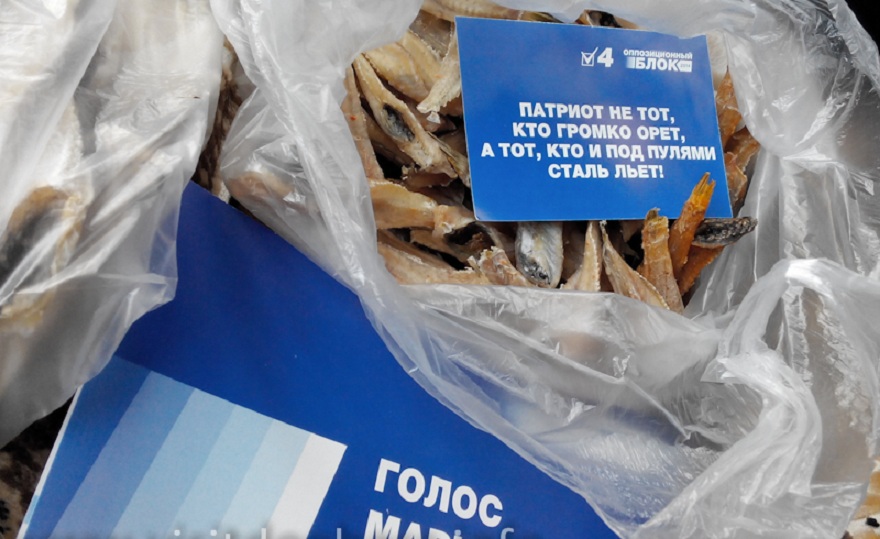 4 ОППОЗИЦИОННЫЙ
БЛОК
ПАТРИОТ НЕ ТОТ,
КТО ГРОМКО ОРЕТ,
А ТОТ, КТО И ПОД ПУЛЯМИ
СТАЛЬ ЛЬЕТ!
ГОЛОС